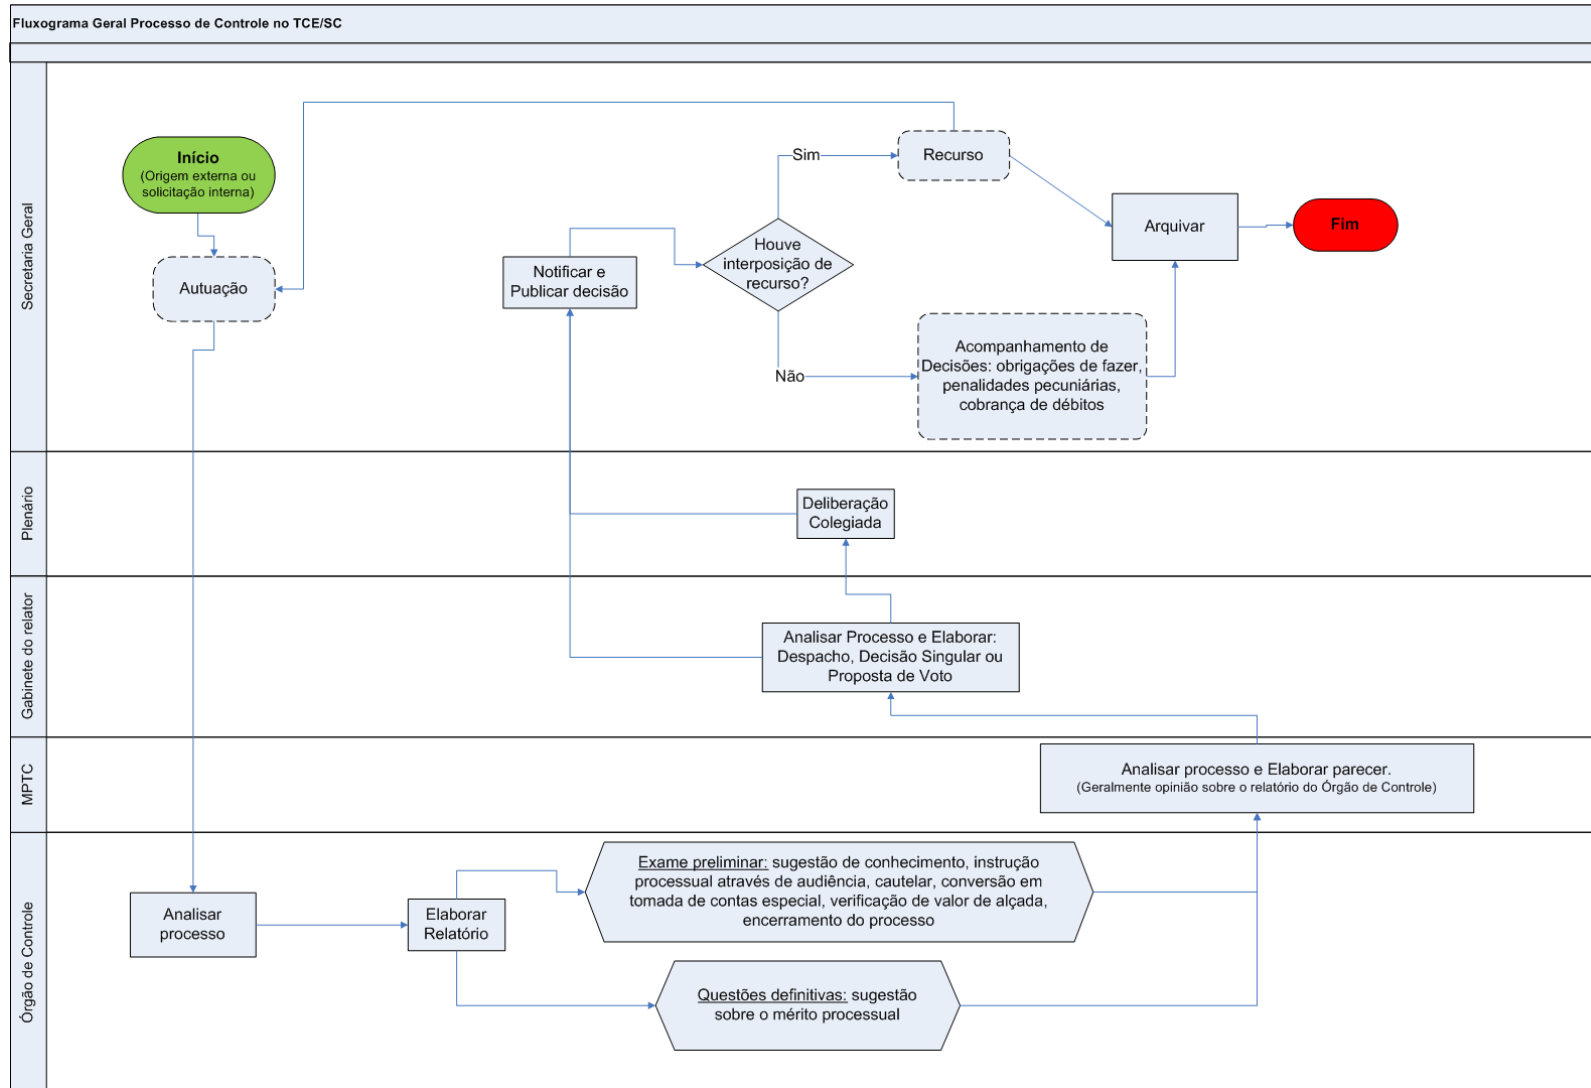 Fluxograma Geral Processo de Controle no TCE/SC
Secretaria Geral
Início
(Origem externa ou
solicitação interna)
Autuação
Notificar e
Publicar decisão
Houve
interposição de
recurso?
Sim
Recurso
Não
Acompanhamento de
Decisões: obrigações de fazer,
penalidades pecuniárias,
cobrança de débitos
Arquivar
Fim
Plenário
Deliberação
Colegiada
Gabinete do relator
Analisar Processo e Elaborar:
Despacho, Decisão Singular ou
Proposta de Voto
MPTC
Analisar processo e Elaborar parecer.
(Geralmente opinião sobre o relatório do Órgão de Controle)
Órgão de Controle
Analisar
processo
Elaborar
Relatório
Exame preliminar: sugestão de conhecimento, instrução
processual através de audiência, cautelar, conversão em
tomada de contas especial, verificação de valor de alçada,
encerramento do processo
Questões definitivas: sugestão
sobre o mérito processual